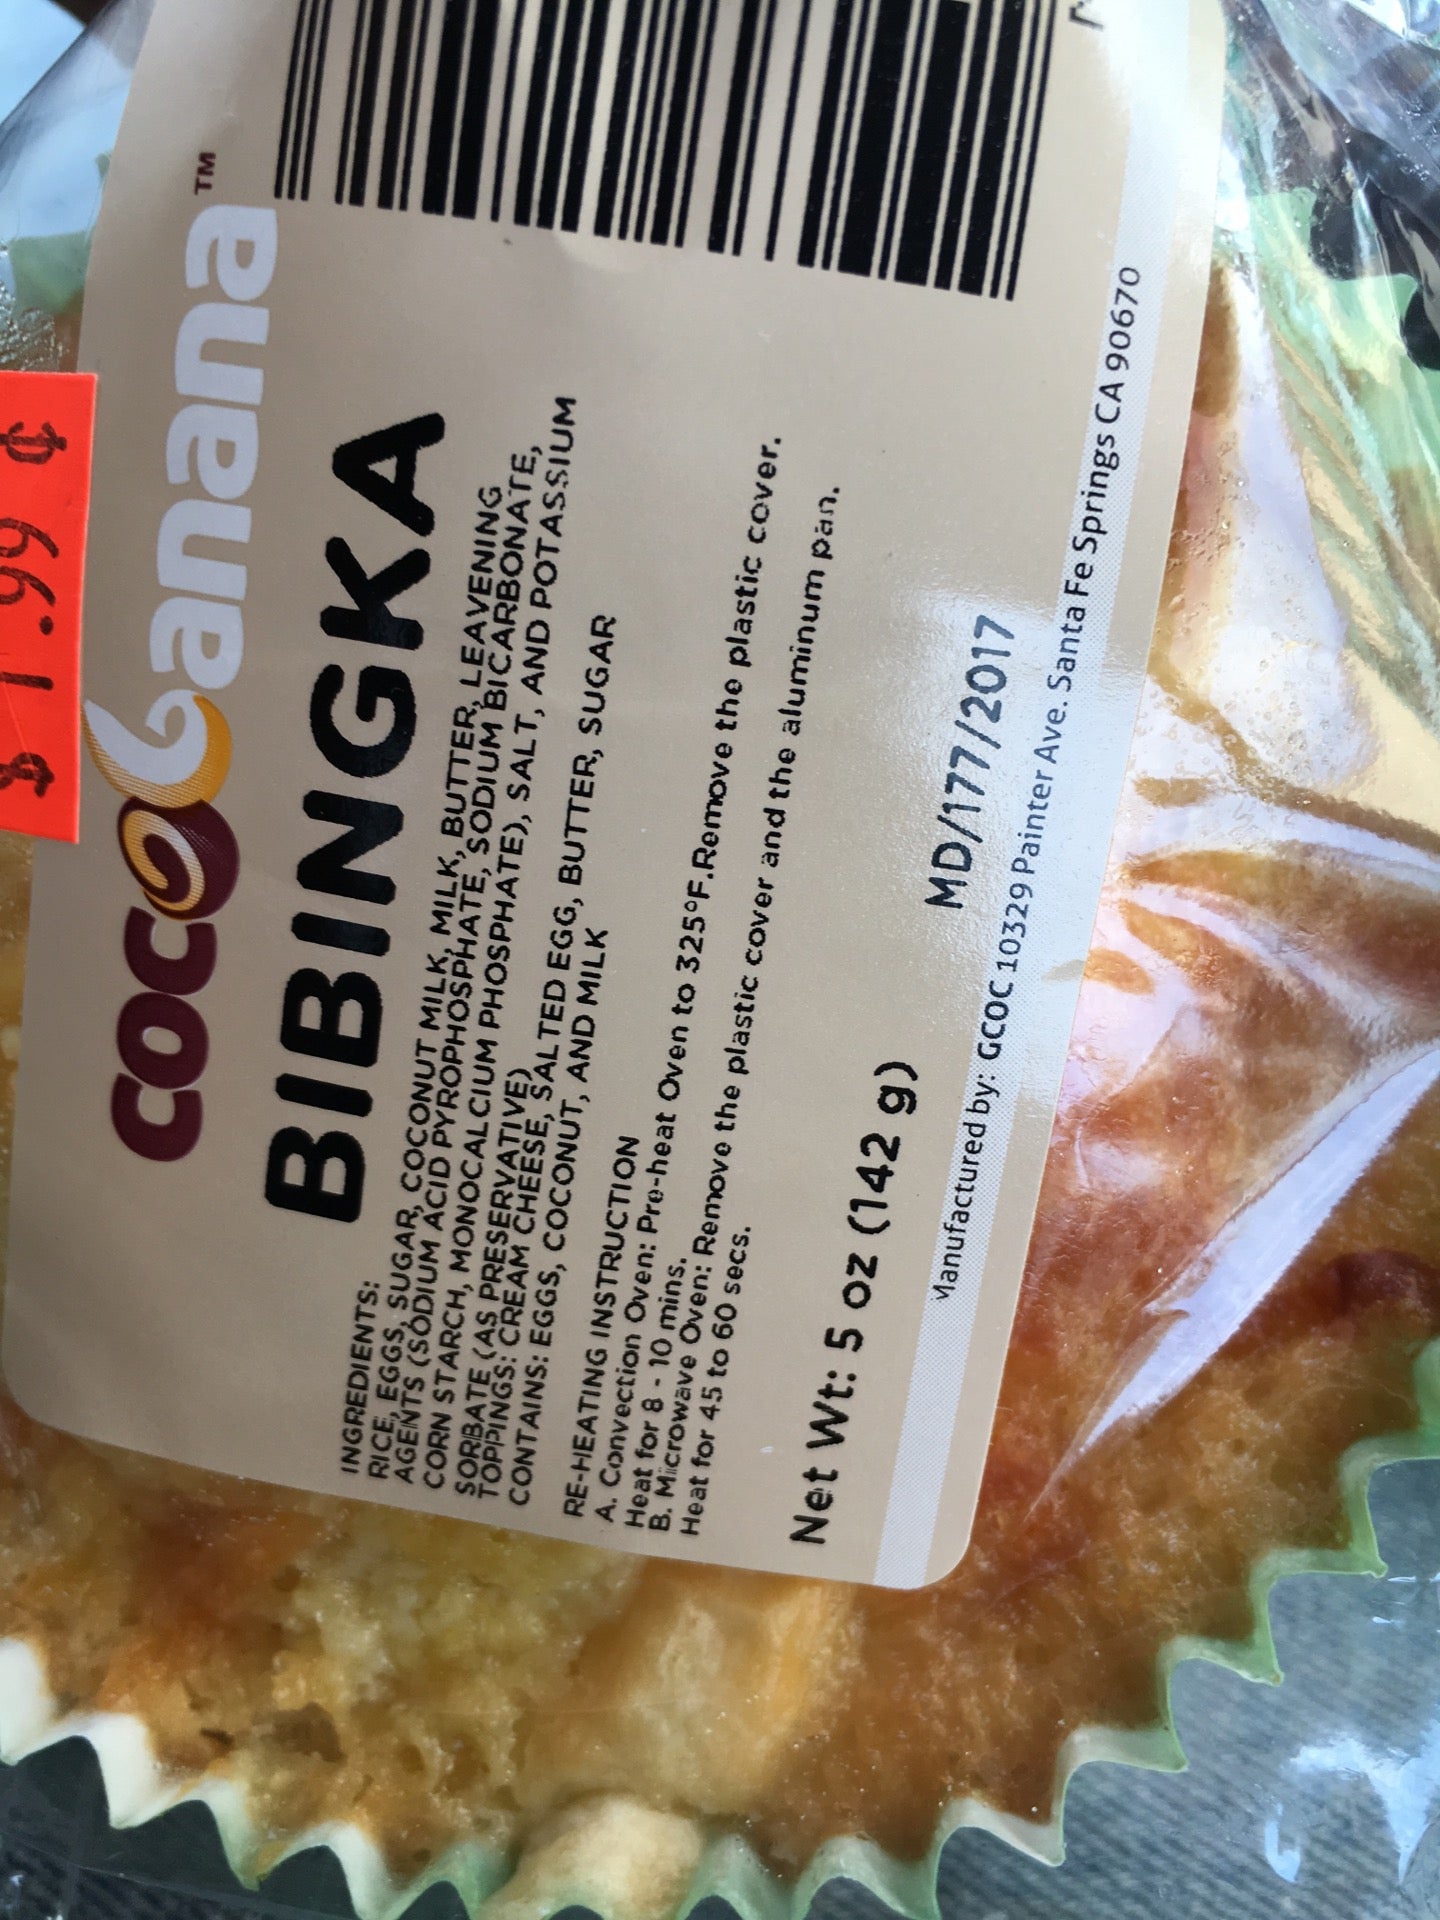 $ 1.99 ¢
COCO banana™
BIBINGKA
INGREDIENTS:
RICE, EGGS, SUGAR, COCONUT MILK, MILK, BUTTER, LEAVENING
AGENTS (SODIUM ACID PYROPHOSPHATE, SODIUM BICARBONATE,
CORN STARCH, MONOCALCIUM PHOSPHATE), SALT, AND POTASSIUM
SORBATE (AS PRESERVATIVE)
TOPPINGS: CREAM CHEESE, SALTED EGG, BUTTER, SUGAR
CONTAINS: EGGS, COCONUT, AND MILK
RE-HEATING INSTRUCTION
A. Convection Oven: Pre-heat Oven to 325°F.Remove the plastic cover.
Heat for 8 - 10 mins.
B. Microwave Oven: Remove the plastic cover and the aluminum pan.
Heat for 45 to 60 secs.
Net Wt: 5 oz (142 g)
MD/177/2017
Manufactured by: GCOC 10329 Painter Ave. Santa Fe Springs CA 90670